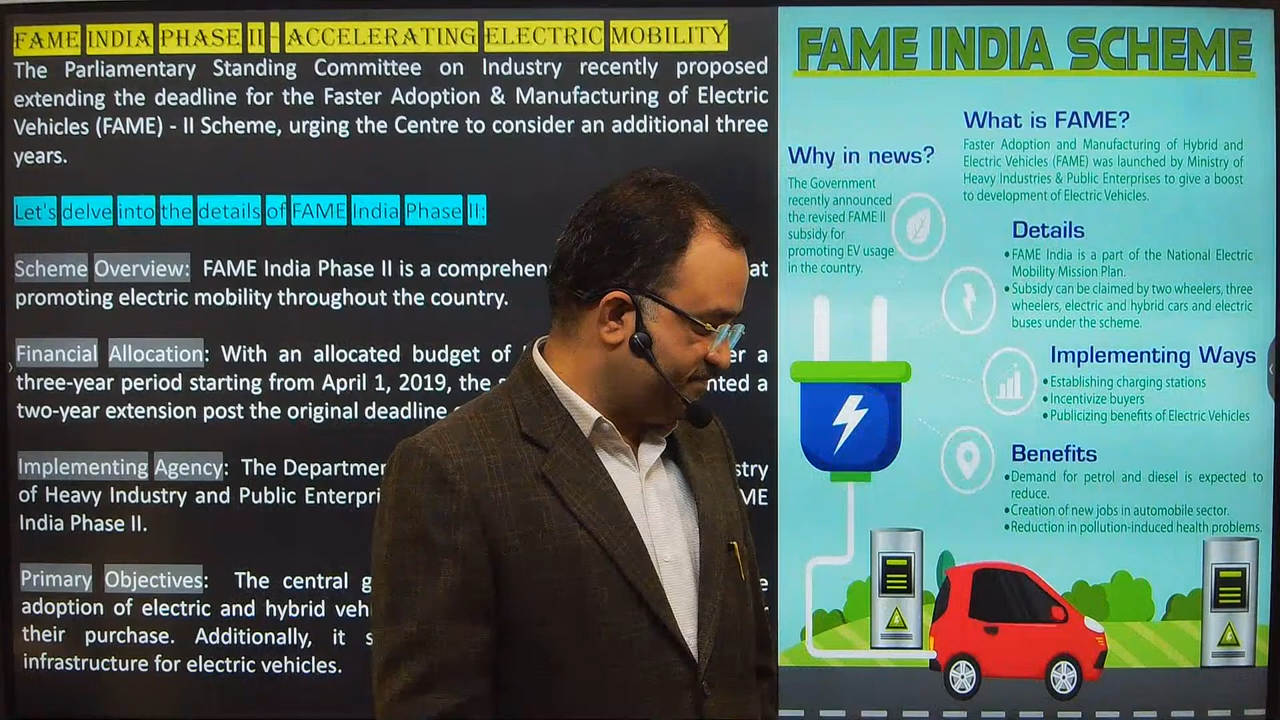 FAME INDIA PHASE II - ACCELERATING ELECTRIC MOBILITY
The Parliamentary Standing Committee on Industry recently proposed
extending the deadline for the Faster Adoption & Manufacturing of Electric
Vehicles (FAME) - II Scheme, urging the Centre to consider an additional three
years.
Let's delve into the details of FAME India Phase II:
Scheme Overview: FAME India Phase II is a
promoting electric mobility throughout the country.
Financial Allocation: With an allocated budget of a
three-year period starting from April 1, 2019, the a
two-year extension post the original deadline
Implementing Agency: The
of Heavy Industry and Public
India Phase II.
Primary Objectives: The central
adoption of electric and hybrid
their purchase. Additionally, it
infrastructure for electric vehicles.
FAME INDIA SCHEME
Why in news?
The Government
recently announced
the revised FAME II
subsidy for
promoting EV usage
in the country.
What is FAME?
Faster Adoption and Manufacturing of Hybrid and
Electric Vehicles (FAME) was launched by Ministry of
Heavy Industries & Public Enterprises to give a boost
to development of Electric Vehicles.
Details
• FAME India is a part of the National Electric
Mobility Mission Plan.
• Subsidy can be claimed by two wheelers, three
wheelers, electric and hybrid cars and electric
buses under the scheme.
Implementing Ways
• Establishing charging stations
• Incentivize buyers
• Publicizing benefits of Electric Vehicles
Benefits
• Demand for petrol and diesel is expected to
reduce.
• Creation of new jobs in automobile sector.
• Reduction in pollution-induced health problems.